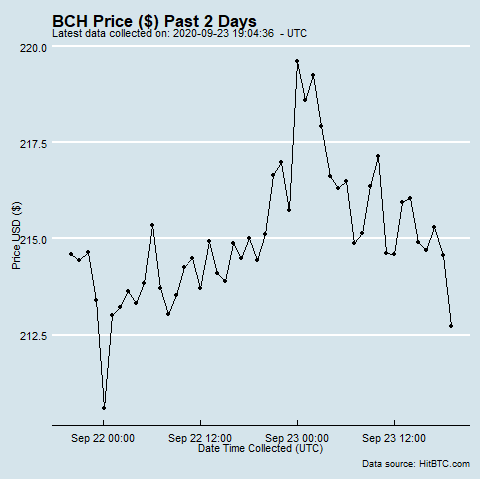 BCH Price ($) Past 2 Days
Latest data collected on: 2020-09-23 19:04:36  - UTC
220.0
217.5
215.0
212.5
Price USD ($)
Sep 22 00:00 Sep 22 12:00 Sep 23 00:00 Sep 23 12:00
Date Time Collected (UTC)
Data source: HitBTC.com